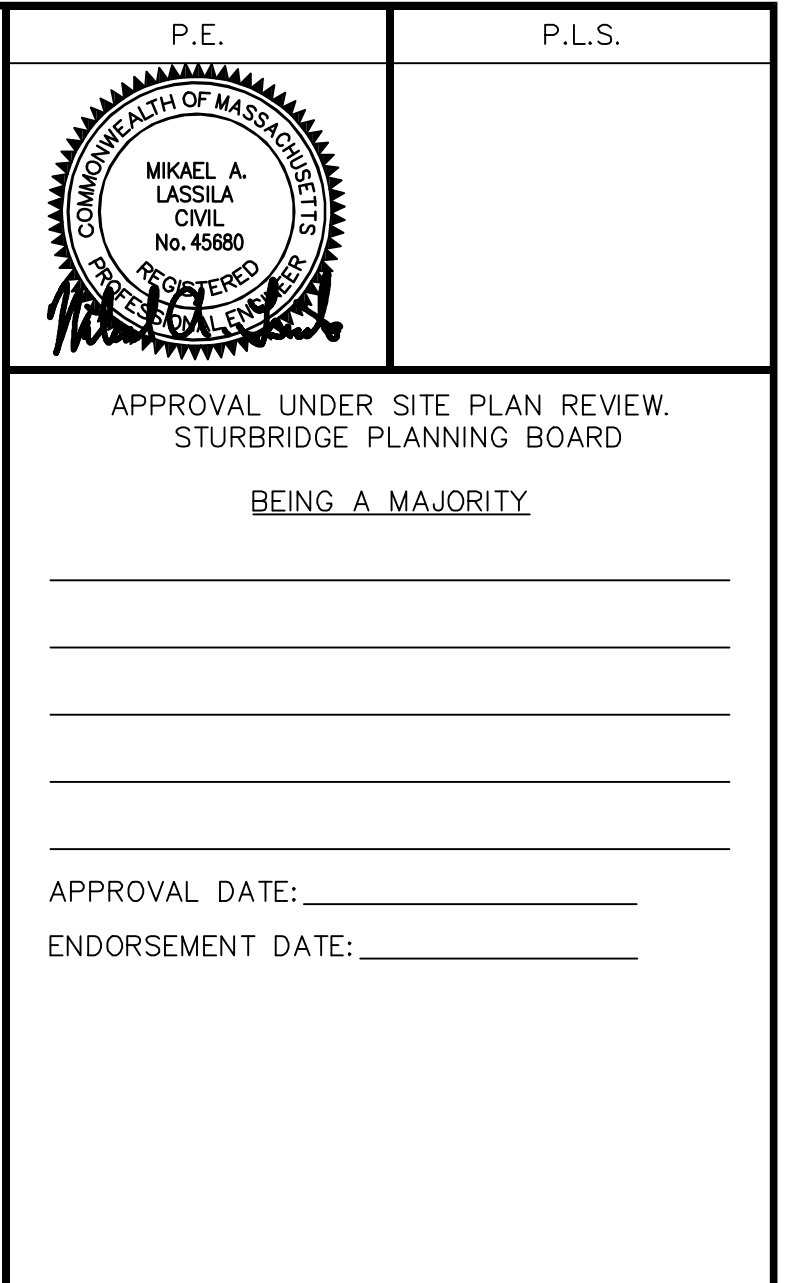 P.E.
P.L.S.
COMMONWEALTH OF MASSACHUSETTS
MIKAEL A.
LASSILA
CIVIL
No. 45680
REGISTERED
PROFESSIONAL ENGINEER
APPROVAL UNDER SITE PLAN REVIEW.
STURBRIDGE PLANNING BOARD
BEING A MAJORITY
APPROVAL DATE:
ENDORSEMENT DATE: